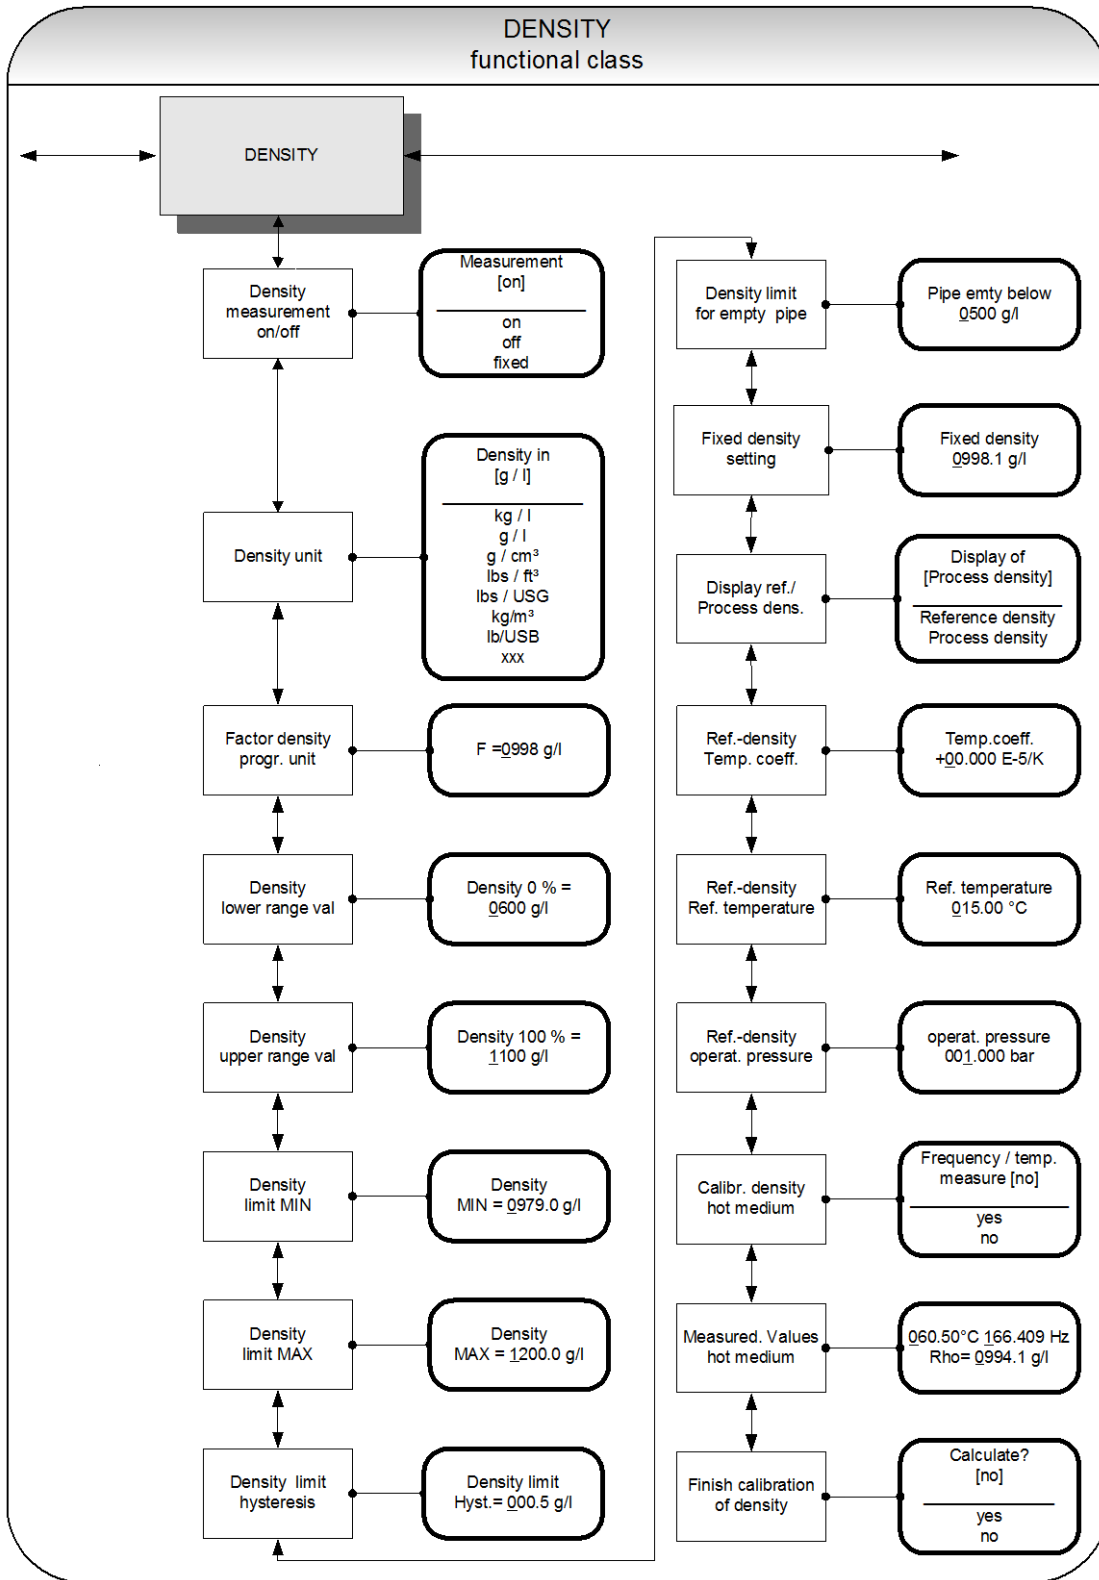 DENSITY
functional class
DENSITY
Density
measurement
on/off
Measurement
[on]
on
off
fixed
Density unit
Density in
[g / l]
kg / l
g / l
g / cm³
lbs / ft³
lbs / USG
kg/m³
lb/USB
xxx
Factor density
progr. unit
F =0998 g/l
Density
lower range val
Density 0 % =
0600 g/l
Density
upper range val
Density 100 % =
1100 g/l
Density
limit MIN
Density
MIN = 0979.0 g/l
Density
limit MAX
Density
MAX = 1200.0 g/l
Density limit
hysteresis
Density limit
Hyst.= 000.5 g/l
Density limit
for empty pipe
Pipe emty below
0500 g/l
Fixed density
setting
Fixed density
0998.1 g/l
Display ref./
Process dens.
Display of
[Process density]
Reference density
Process density
Ref.-density
Temp. coeff.
Temp.coeff.
+00.000 E-5/K
Ref.-density
Ref. temperature
Ref. temperature
015.00 °C
Ref.-density
operat. pressure
operat. pressure
001.000 bar
Calibr. density
hot medium
Frequency / temp.
measure [no]
yes
no
Measured. Values
hot medium
060.50°C 166.409 Hz
Rho= 0994.1 g/l
Finish calibration
of density
Calculate?
[no]
yes
no